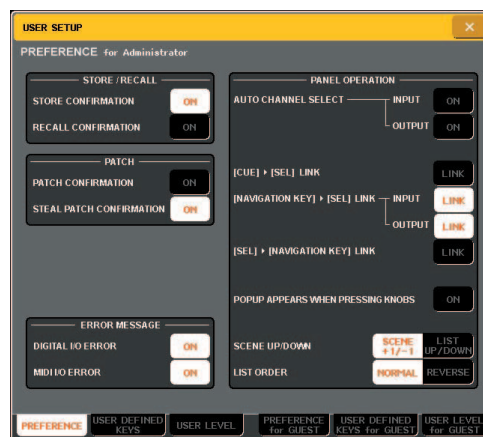 USER SETUP
PREFERENCE for Administrator
STORE/RECALL
STORE CONFIRMATION ON
RECALL CONFIRMATION ON
PATCH
PATCH CONFIRMATION ON
STEAL PATCH CONFIRMATION ON
ERROR MESSAGE
DIGITAL I/O ERROR ON
MIDI I/O ERROR ON
PANEL OPERATION
AUTO CHANNEL SELECT INPUT ON
OUTPUT ON
[CUE] ▸ [SEL] LINK LINK
[NAVIGATION KEY] ▸ [SEL] LINK INPUT LINK
OUTPUT LINK
[SEL] ▸ [NAVIGATION KEY] LINK LINK
POPUP APPEARS WHEN PRESSING KNOBS ON
SCENE UP/DOWN SCENE +1/-1 LIST UP/DOWN
LIST ORDER NORMAL REVERSE
PREFERENCE
USER DEFINED KEYS
USER LEVEL
PREFERENCE for GUEST
USER DEFINED KEYS for GUEST
USER LEVEL for GUEST